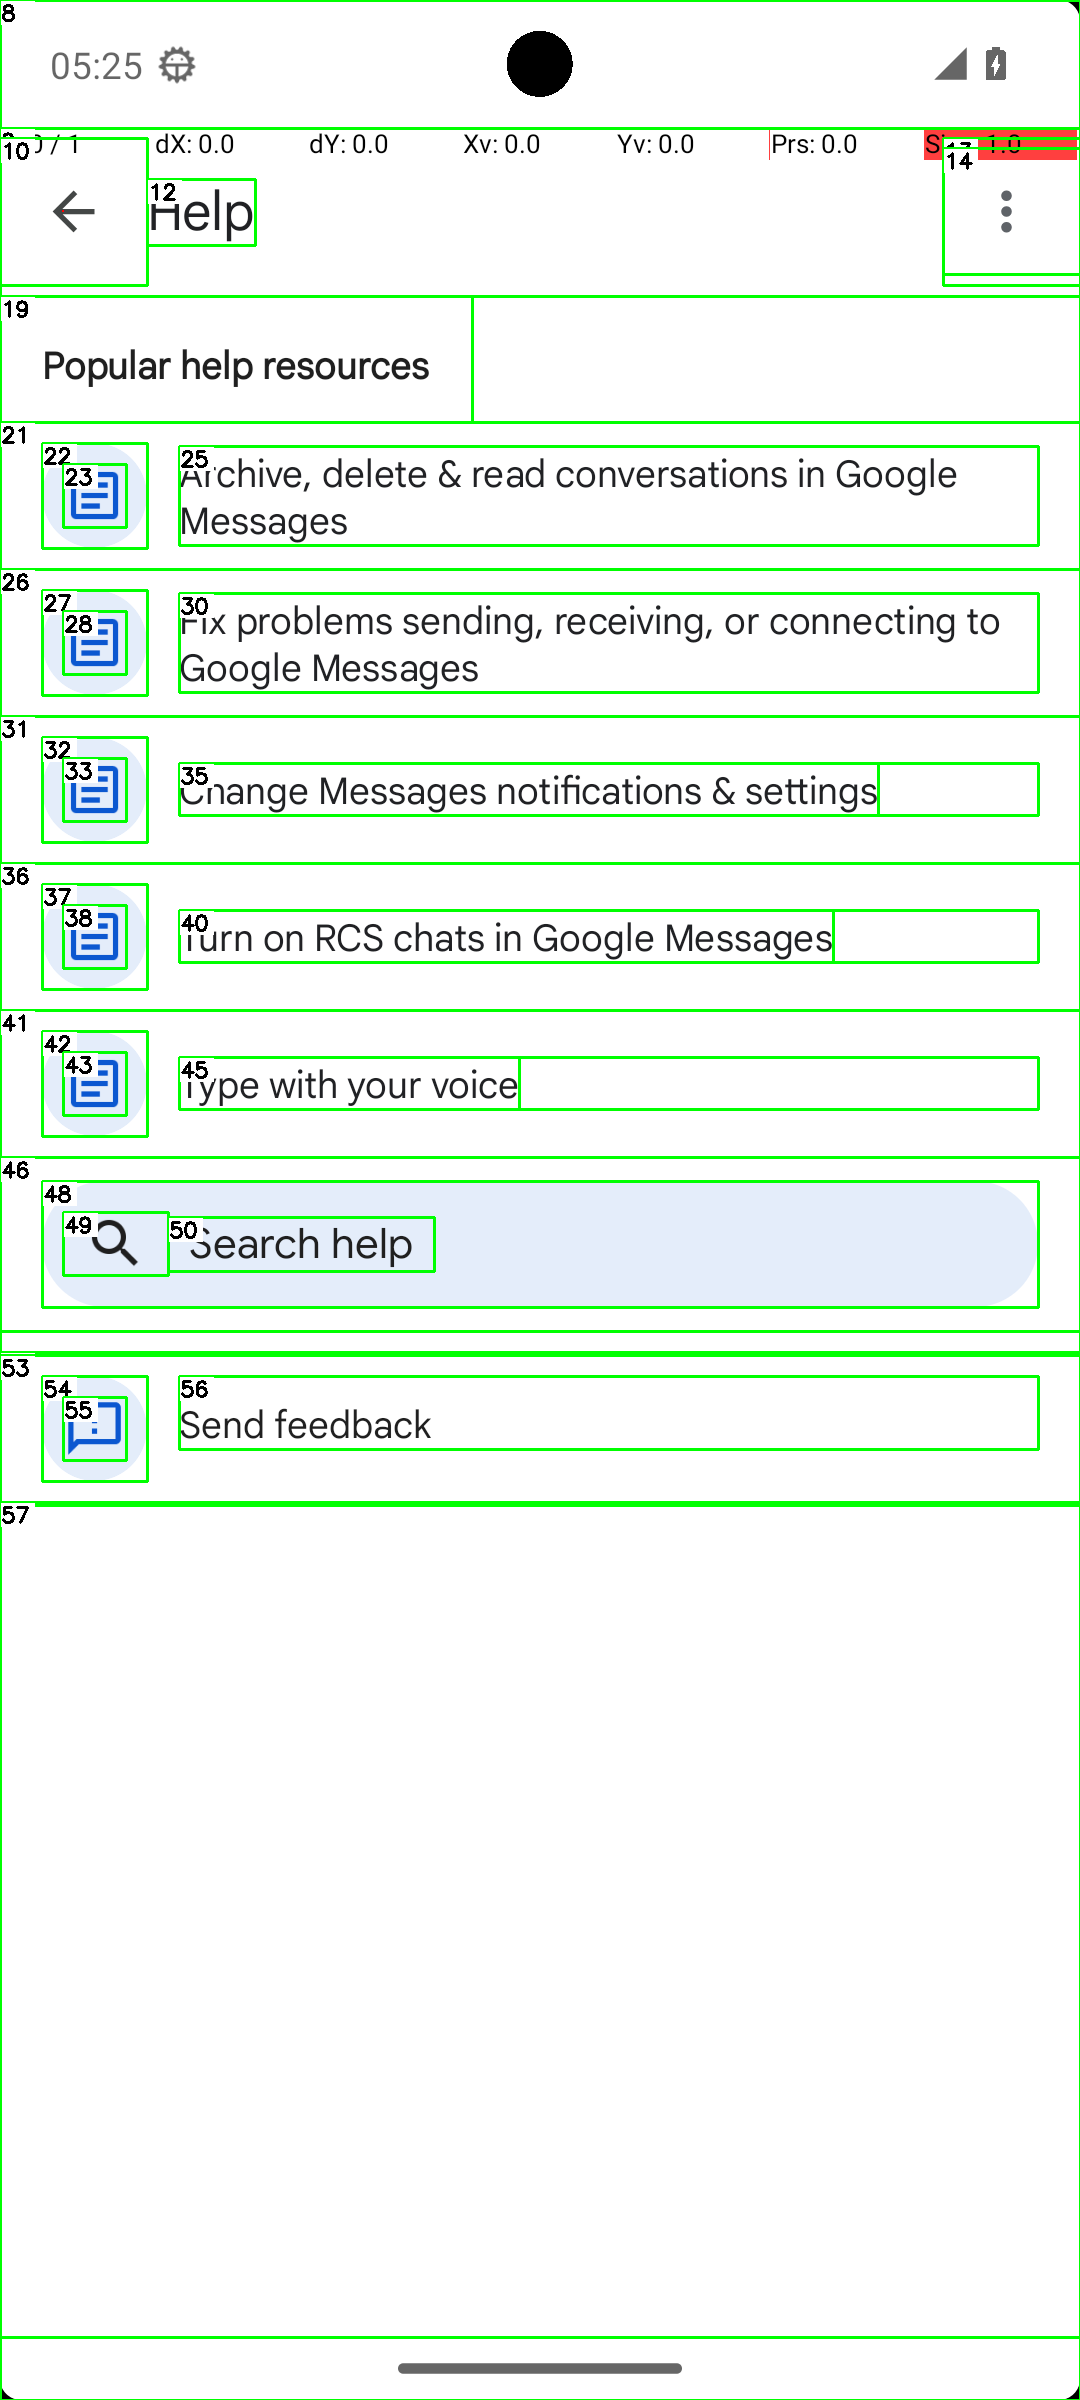 8
05:25
10 / 1 dX: 0.0 dY: 0.0 Xv: 0.0 Yv: 0.0 Prs: 0.0 1.0
14
12
Help
19
Popular help resources
21
22
23
25
Archive, delete & read conversations in Google
Messages
26
27
28
30
Fix problems sending, receiving, or connecting to
Google Messages
31
32
33
35
Change Messages notifications & settings
36
37
38
40
Turn on RCS chats in Google Messages
41
42
43
45
Type with your voice
46
48
49
50
Search help
53
54
55
56
Send feedback
57